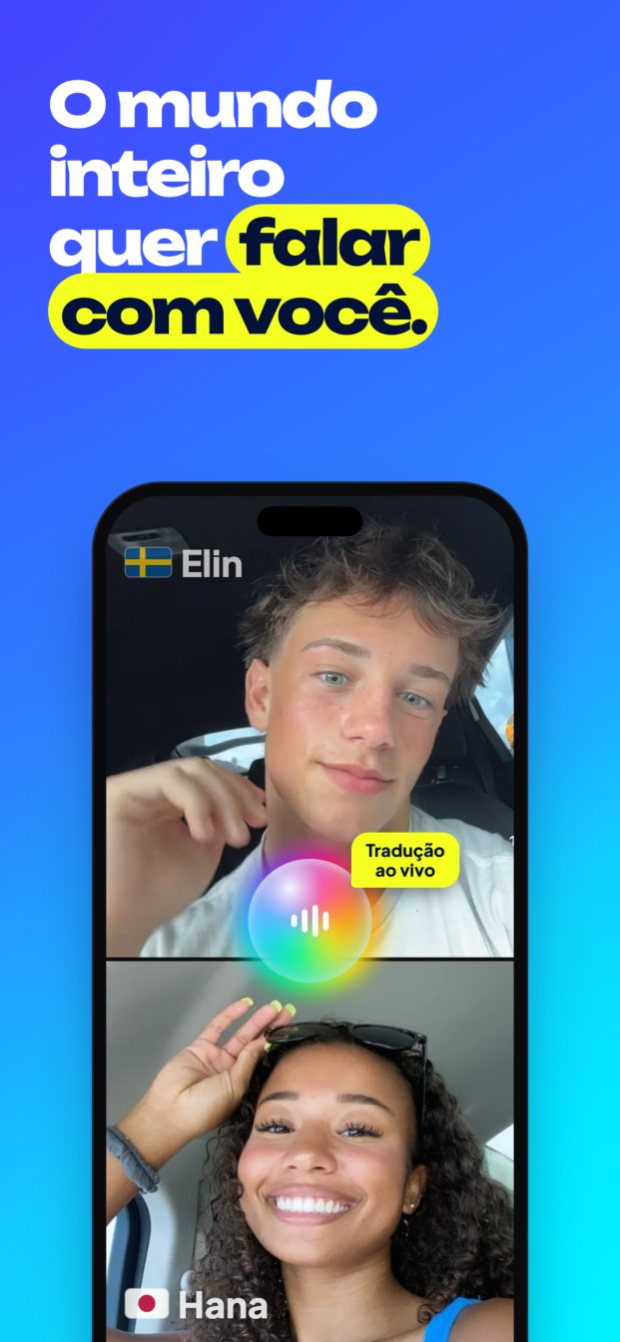 O mundo
inteiro
quer falar
com você.
Elin
Tradução
ao vivo
Hana